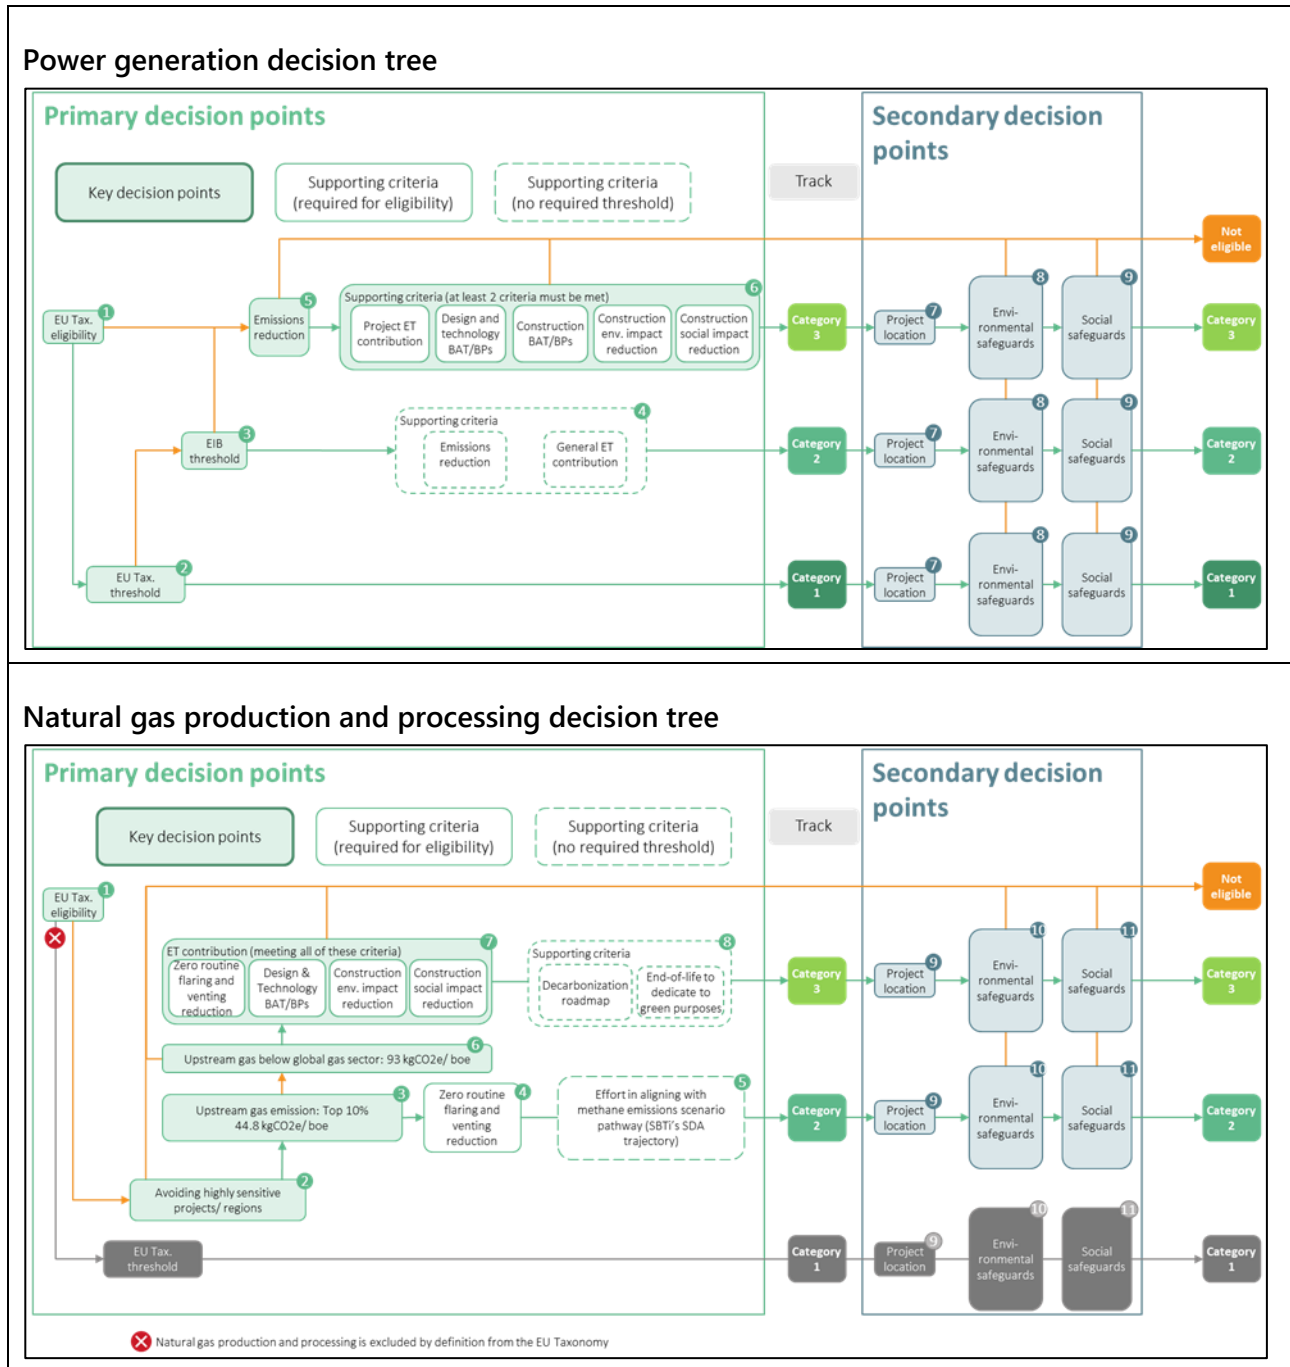 Power generation decision tree
Primary decision points
Secondary decision
points
Key decision points
Supporting criteria
(required for eligibility)
Supporting criteria
(no required threshold)
Track
Not
eligible
1
EU Tax.
eligibility
5
Emissions
reduction
6
Supporting criteria (at least 2 criteria must be met)
Project ET
contribution
Design and
technology
BAT/BPs
Construction
BAT/BPs
Construction
env. impact
reduction
Construction
social impact
reduction
Category
3
7
Project
location
8
Envi-
ronmental
safeguards
9
Social
safeguards
Category
3
3
EIB
threshold
4
Supporting criteria
Emissions
reduction
General ET
contribution
Category
2
7
Project
location
8
Envi-
ronmental
safeguards
9
Social
safeguards
Category
2
2
EU Tax.
threshold
Category
1
7
Project
location
8
Envi-
ronmental
safeguards
9
Social
safeguards
Category
1
Natural gas production and processing decision tree
Primary decision points
Secondary decision
points
Key decision points
Supporting criteria
(required for eligibility)
Supporting criteria
(no required threshold)
Track
Not
eligible
1
EU Tax.
eligibility
7
ET contribution (meeting all of these criteria)
Zero routine
flaring and
venting
reduction
Design &
Technology
BAT/BPs
Construction
env. impact
reduction
Construction
social impact
reduction
8
Supporting criteria
Decarbonization
roadmap
End-of-life to
dedicate to
green purposes,
Category
3
9
Project
location
10
Envi-
ronmental
safeguards
11
Social
safeguards
Category
3
6
Upstream gas below global gas sector: 93 kgCO2e/ boe
3
Upstream gas emission: Top 10%
44.8 kgCO2e/ boe
4
Zero routine
flaring and
venting
reduction
5
Effort in aligning with
methane emissions scenario
pathway (SBTi's SDA
trajectory)
Category
2
9
Project
location
10
Envi-
ronmental
safeguards
11
Social
safeguards
Category
2
2
Avoiding highly sensitive
projects/ regions
EU Tax.
threshold
Category
1
9
Project
location
10
Envi-
ronmental
safeguards
11
Social
safeguards
Category
1
Natural gas production and processing is excluded by definition from the EU Taxonomy